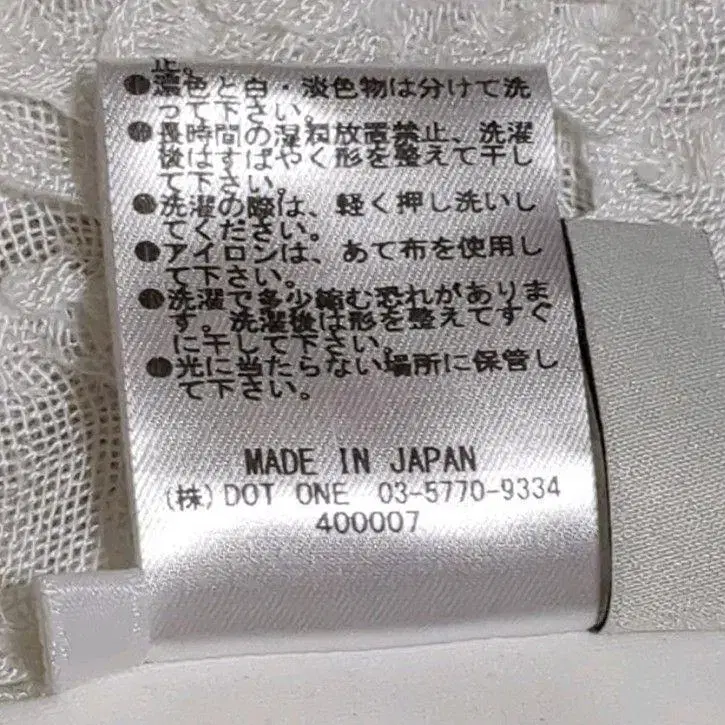 止。
●濃色と白・淡色物は分けて洗
って下さい。
●長時間の湿潤放置禁止、洗濯
後はすばやく形を整えて干し
て下さい。
●洗濯の際は、軽く押し洗いし
てください。
●アイロンは、あて布を使用し
て下さい。
●洗濯で多少縮む恐れがありま
す。洗濯後は形を整えてすぐ
に干して下さい。
●光に当たらない場所に保管し
て下さい。
MADE IN JAPAN
(株) DOT ONE 03-5770-9334
400007